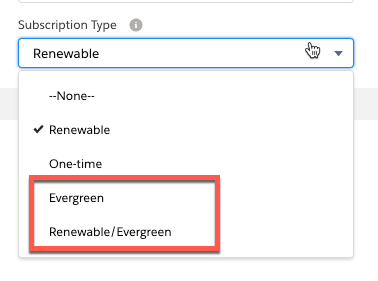 Subscription Type
Renewable
--None--
Renewable
One-time
Evergreen
Renewable/Evergreen